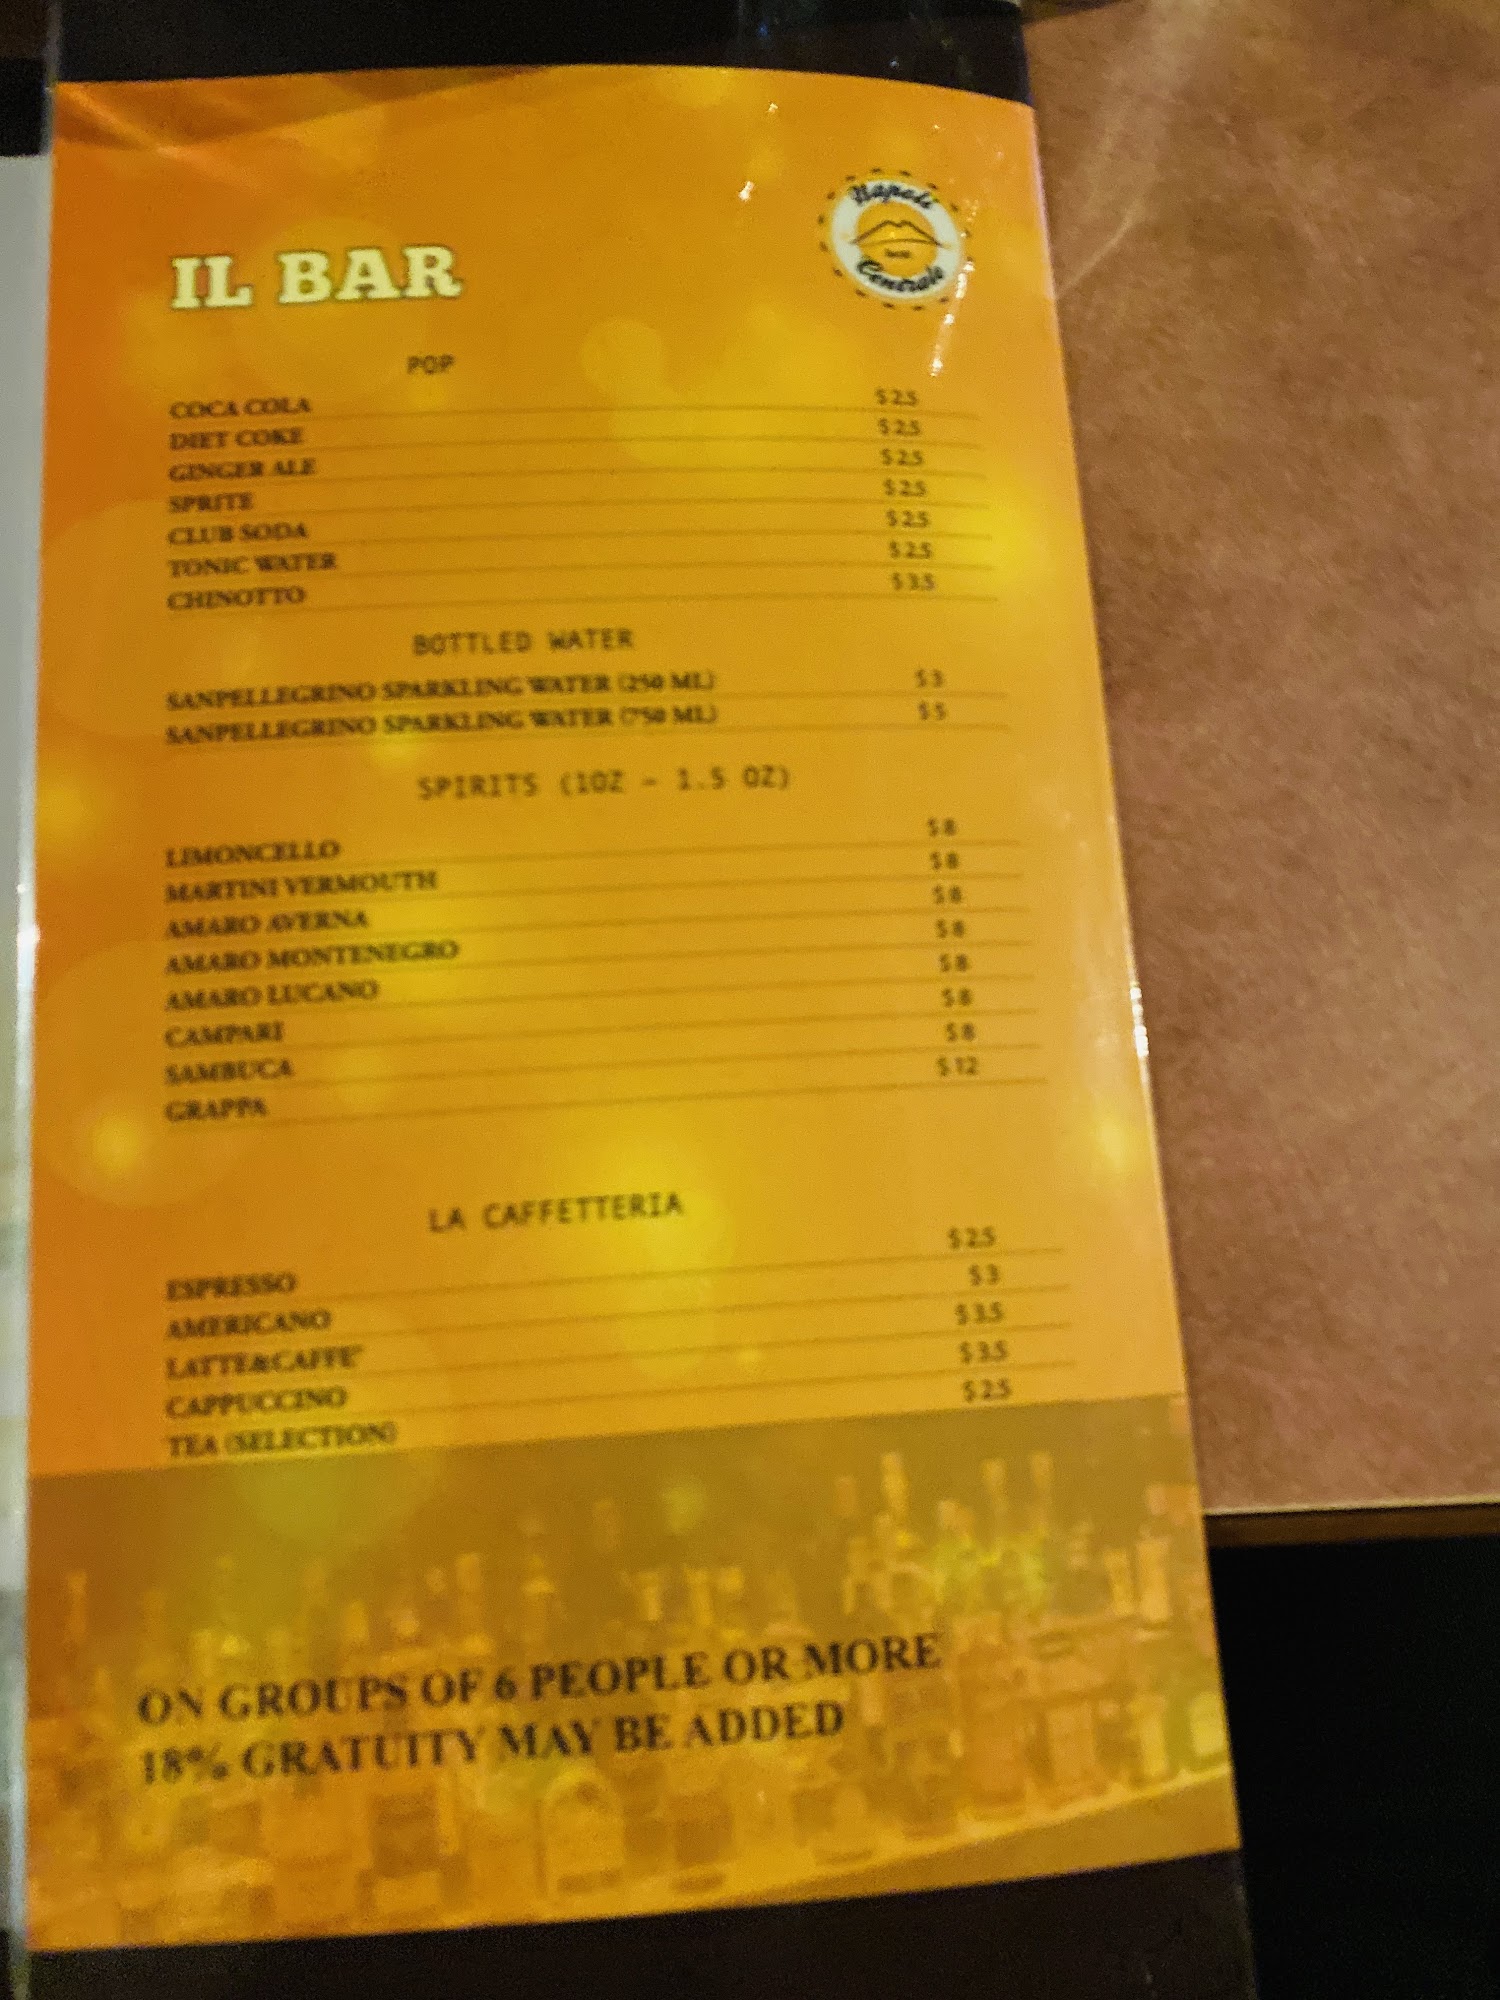 Napoli
Centrale
IL BAR
POP
COCA COLA $2.5
DIET COKE $2.5
GINGER ALE $2.5
SPRITE $2.5
CLUB SODA $2.5
TONIC WATER $2.5
CHINOTTO $3.5
BOTTLED WATER
SANPELLEGRINO SPARKLING WATER (250 ML) $3
SANPELLEGRINO SPARKLING WATER (750 ML) $5
SPIRITS (1OZ - 1.5 OZ)
LIMONCELLO $8
MARTINI VERMOUTH $8
AMARO AVERNA $8
AMARO MONTENEGRO $8
AMARO LUCANO $8
CAMPARI $8
SAMBUCA $8
GRAPPA $12
LA CAFFETTERIA
ESPRESSO $2.5
AMERICANO $3
LATTE&CAFFE' $3.5
CAPPUCCINO $3.5
TEA (SELECTION) $2.5
ON GROUPS OF 6 PEOPLE OR MORE
18% GRATUITY MAY BE ADDED